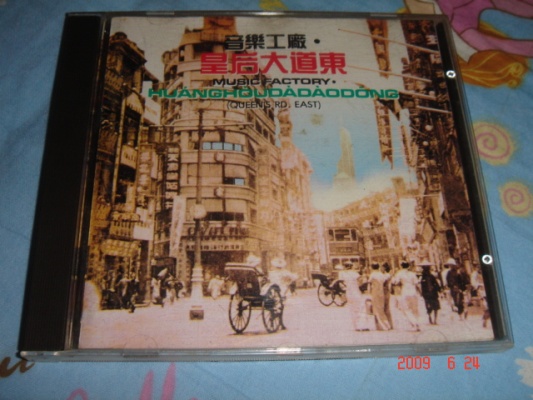 音樂工廠·
皇后大道東
MUSIC FACTORY·
HUANGHOUDADAODONG
(QUEEN'S RD. EAST)
2009 6 24